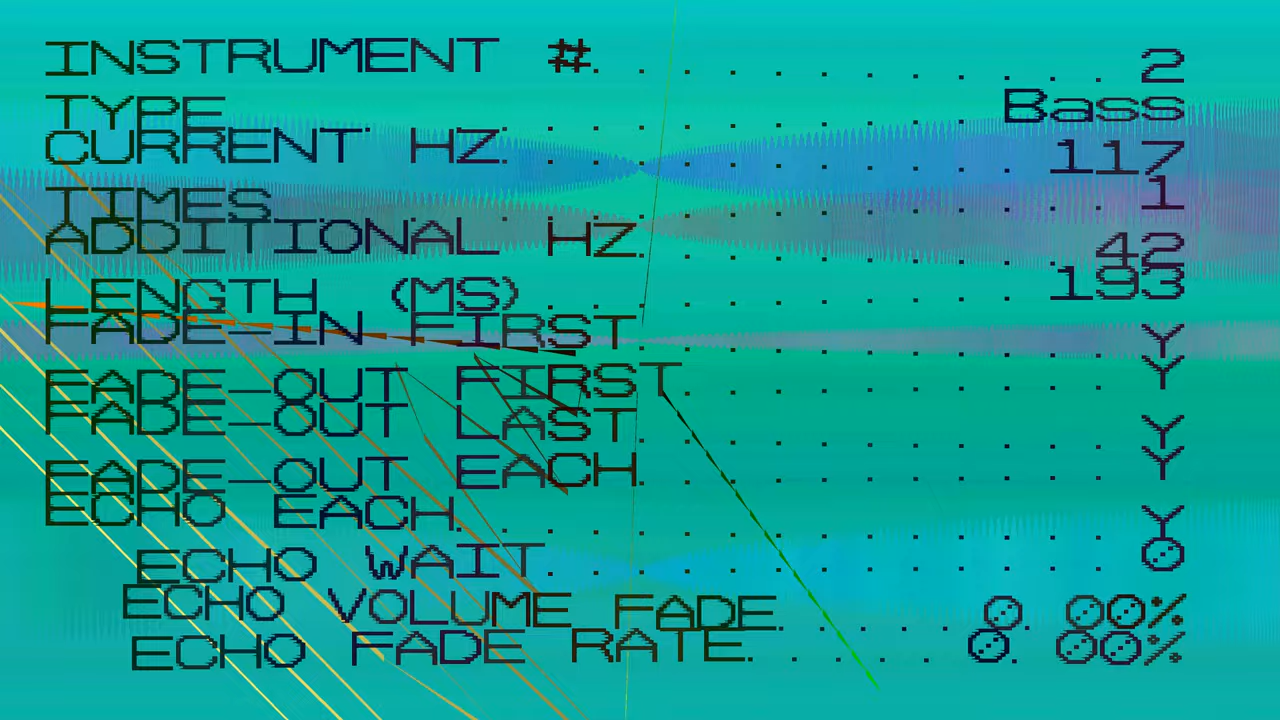 INSTRUMENT #. . . . . . . . . . . . 2
TYPE . . . . . . . . . . Bass
CURRENT HZ. . . . . . . . . . . . 117
TIMES . . . . . . . . . . . . . . 1
ADDITIONAL HZ. . . . . . . . . . 42
LENGTH (MS) . . . . . . . . . . 193
FADE-IN FIRST . . . . . . . . . . . Y
FADE-OUT FIRST . . . . . . . . . . Y
FADE-OUT LAST . . . . . . . . . . . Y
FADE-OUT EACH. . . . . . . . . . . Y
ECHO EACH. . . . . . . . . . . . . . . Y
ECHO WAIT . . . . . . . . . . . . . 0
ECHO VOLUME FADE. . . . . . 0. 00%
ECHO FADE RATE. . . . . 0. 00%